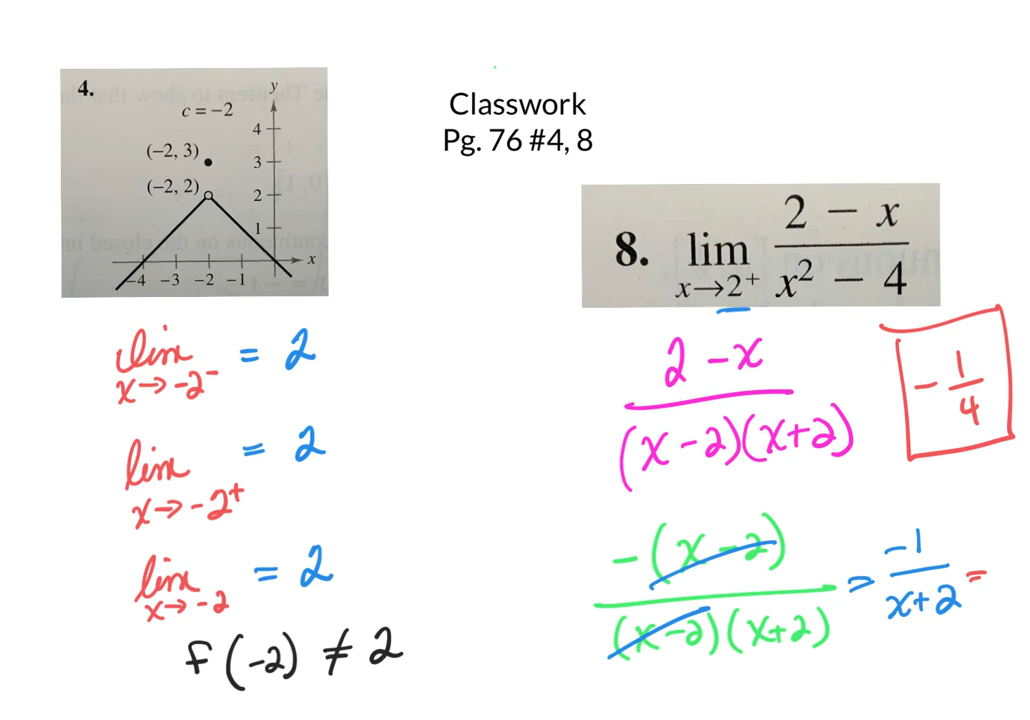 Classwork
Pg. 76 #4, 8
4.
c = −2
y
4
(−2, 3)
3
(−2, 2)
2
1
x
−4 −3 −2 −1
lim x→-2⁻ = 2
lim x→-2⁺ = 2
lim x→-2 = 2
f(-2) ≠ 2
8. lim x→2⁺ (2 − x)/(x² − 4)
2 - x
(x-2)(x+2)
-1/4
-(x-2)
(x-2)(x+2)
= -1/(x+2) =